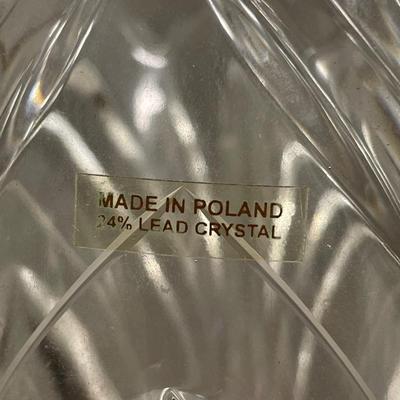 MADE IN POLAND
24% LEAD CRYSTAL